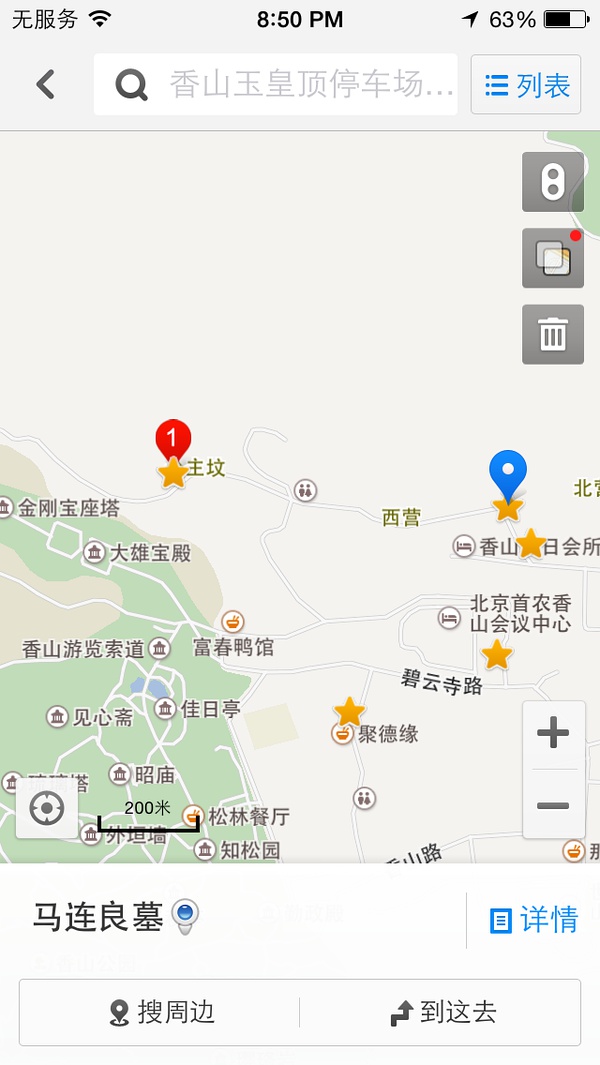 无服务
8:50 PM
63%
香山玉皇顶停车场...
列表
1
主坟
北营
西营
金刚宝座塔
大雄宝殿
香山
日会所
北京首农香
山会议中心
香山游览索道
富春鸭馆
碧云寺路
佳日亭
见心斋
聚德缘
昭庙
200米
松林餐厅
外垣墙
知松园
香山路
马连良墓
详情
搜周边
到这去